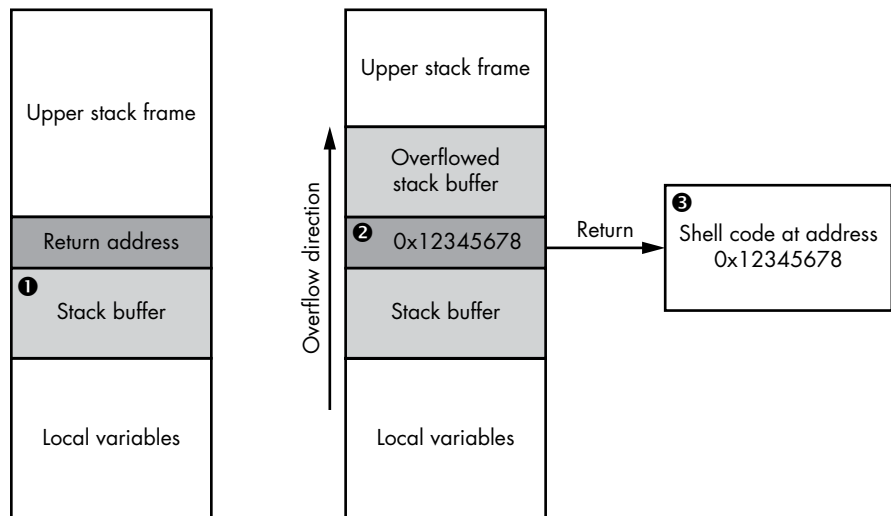 Upper stack frame
Return address
❶
Stack buffer
Local variables
Overflow direction
Upper stack frame
Overflowed
stack buffer
❷ 0x12345678
Stack buffer
Local variables
Return
❸
Shell code at address
0x12345678